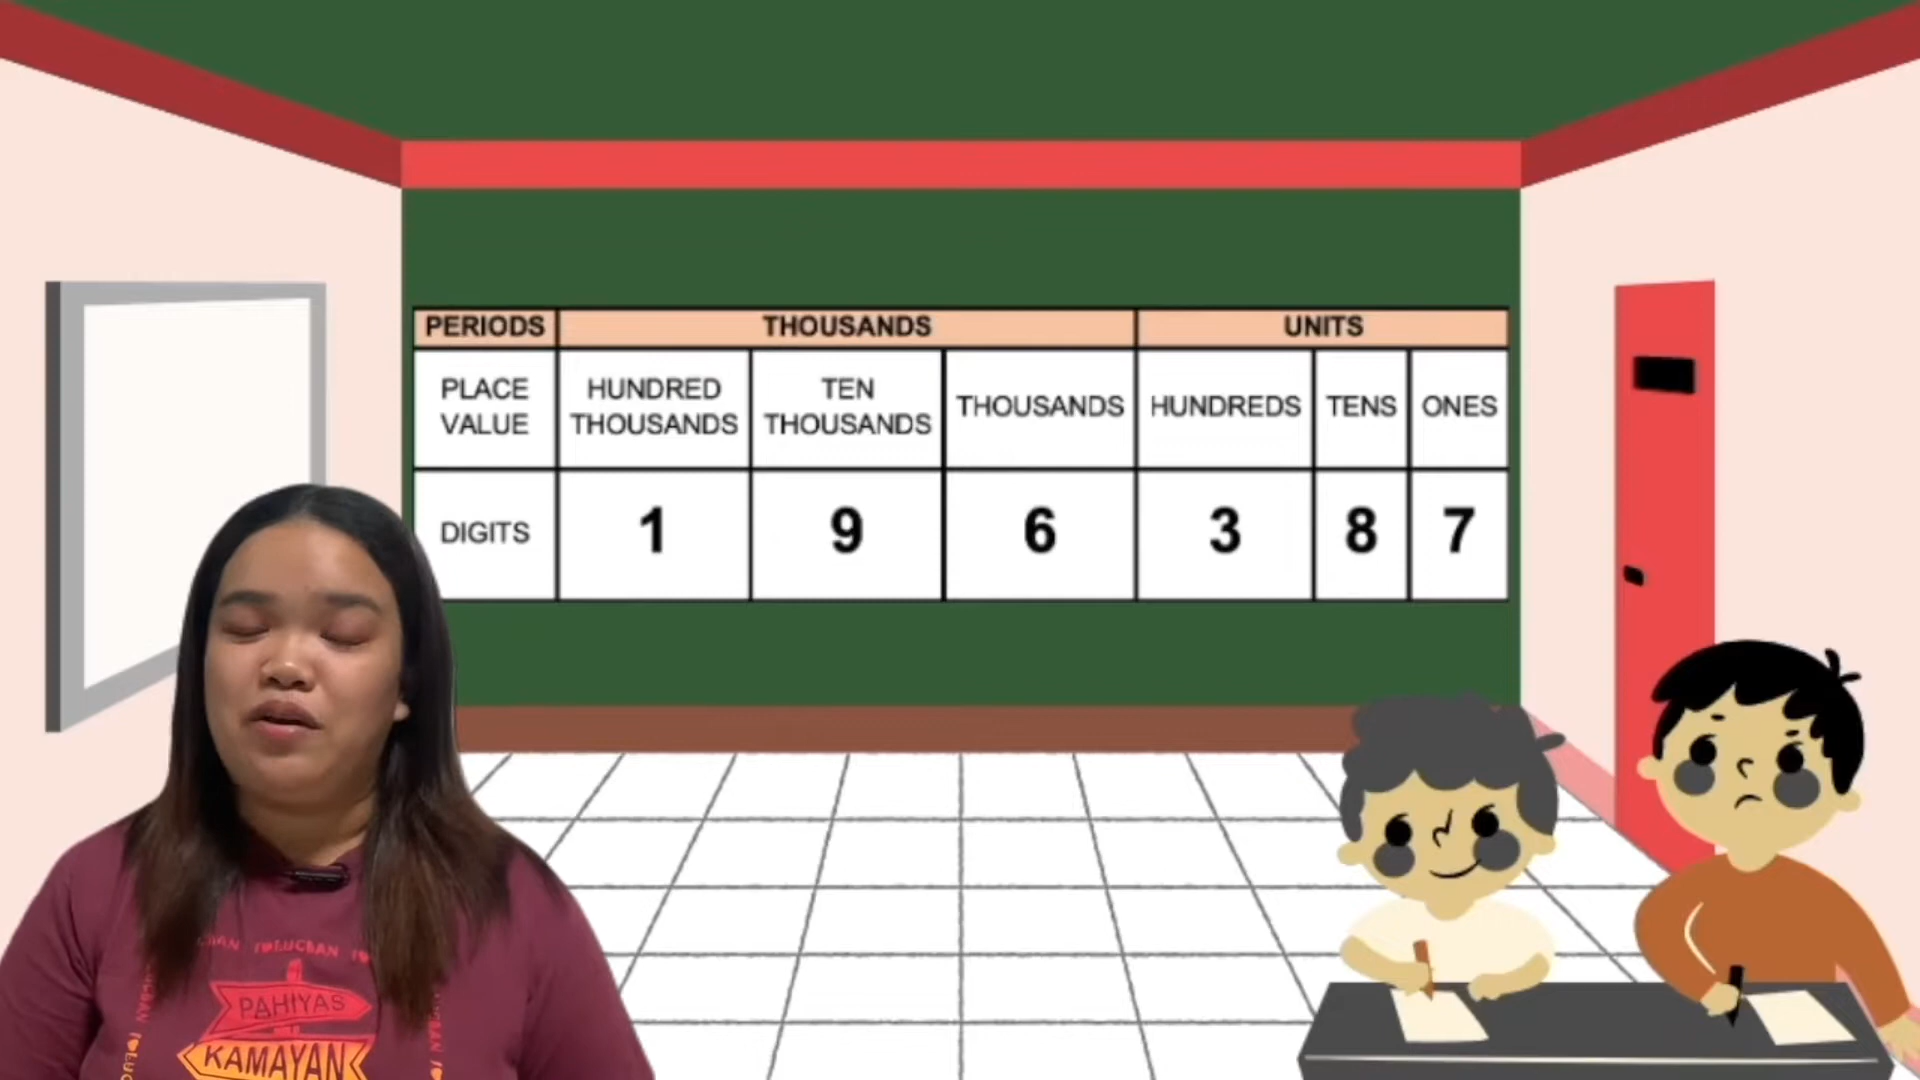 PERIODS THOUSANDS UNITS
PLACE VALUE HUNDRED THOUSANDS TEN THOUSANDS THOUSANDS HUNDREDS TENS ONES
DIGITS 1 9 6 3 8 7
PAHIYAS
KAMAYAN